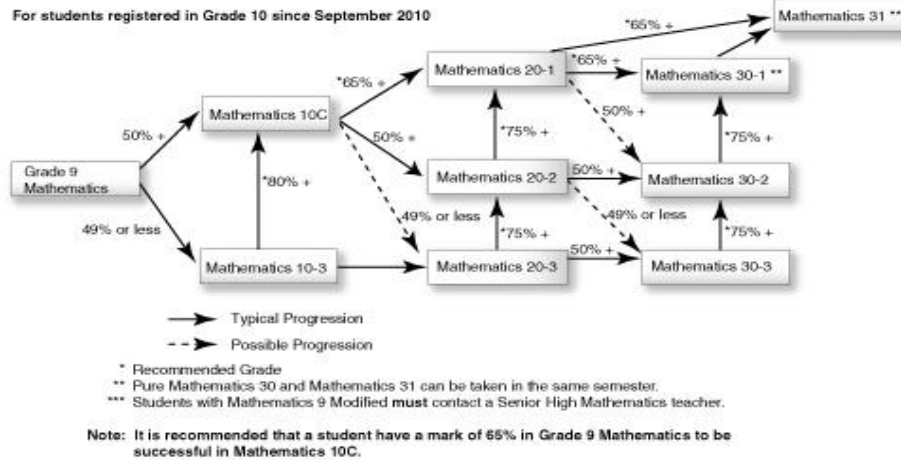 For students registered in Grade 10 since September 2010
Mathematics 31 **
*65% +
Mathematics 20-1
*65% +
Mathematics 30-1 **
*65% +
Mathematics 10C
50% +
50% +
50% +
*75% +
*75% +
Grade 9
Mathematics
*80% +
Mathematics 20-2
50% +
Mathematics 30-2
49% or less
49% or less
49% or less
*75% +
*75% +
Mathematics 10-3
Mathematics 20-3
50% +
Mathematics 30-3
Typical Progression
Possible Progression
* Recommended Grade
** Pure Mathematics 30 and Mathematics 31 can be taken in the same semester.
*** Students with Mathematics 9 Modified must contact a Senior High Mathematics teacher.
Note: It is recommended that a student have a mark of 65% in Grade 9 Mathematics to be
successful in Mathematics 10C.